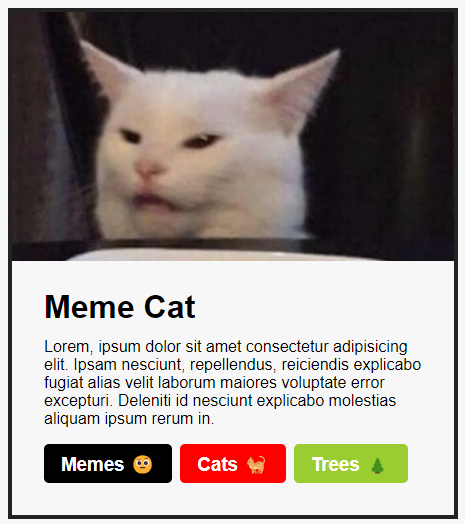 Meme Cat
Lorem, ipsum dolor sit amet consectetur adipisicing
elit. Ipsam nesciunt, repellendus, reiciendis explicabo
fugiat alias velit laborum maiores voluptate error
excepturi. Deleniti id nesciunt explicabo molestias
aliquam ipsum rerum in.
Memes 😳 Cats 🐈 Trees 🌲